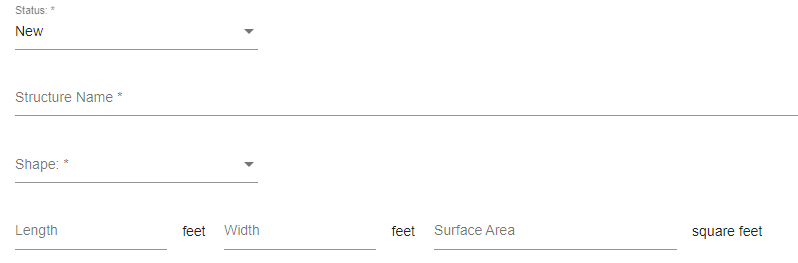 Status: *
New
Structure Name *
Shape: *
Length feet Width feet Surface Area square feet